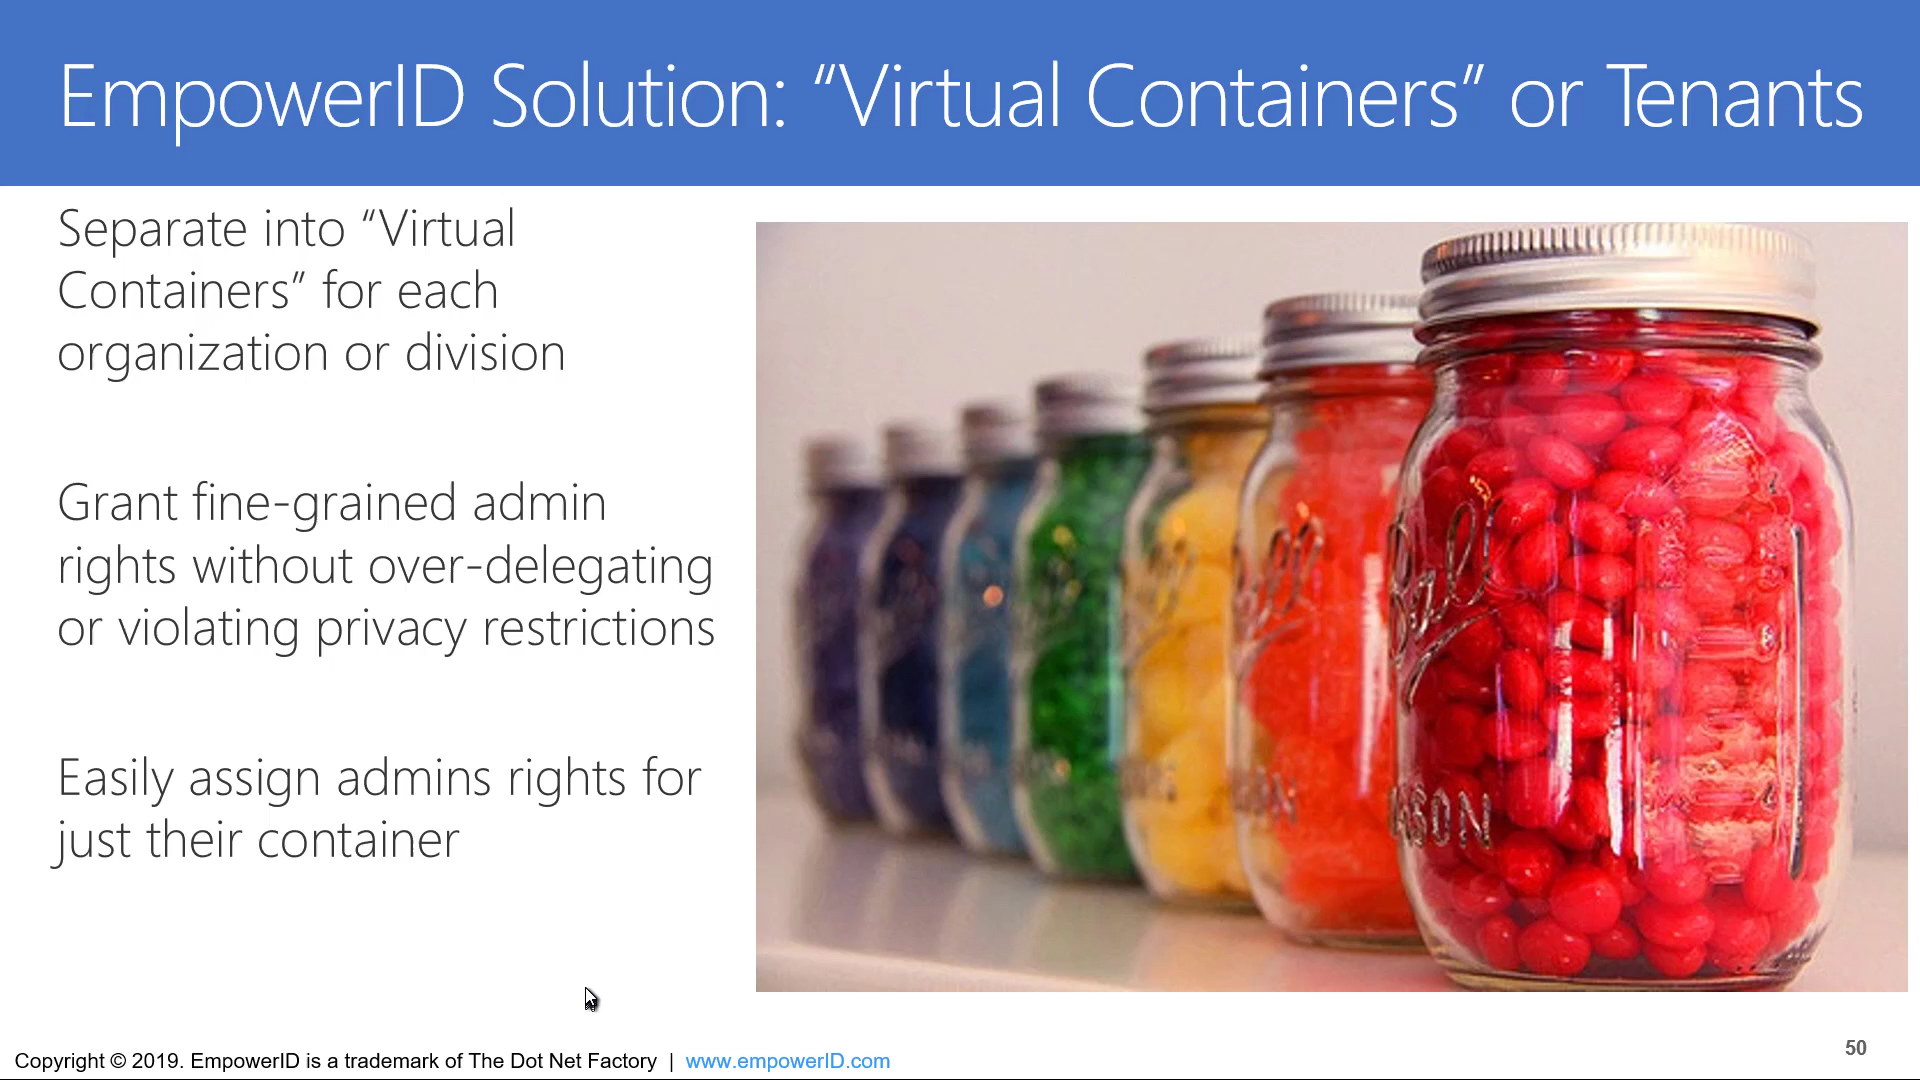 EmpowerID Solution: “Virtual Containers” or Tenants
Separate into “Virtual
Containers” for each
organization or division
Grant fine-grained admin
rights without over-delegating
or violating privacy restrictions
Easily assign admins rights for
just their container
Ball
MASON
Copyright © 2019. EmpowerID is a trademark of The Dot Net Factory | www.empowerID.com
50